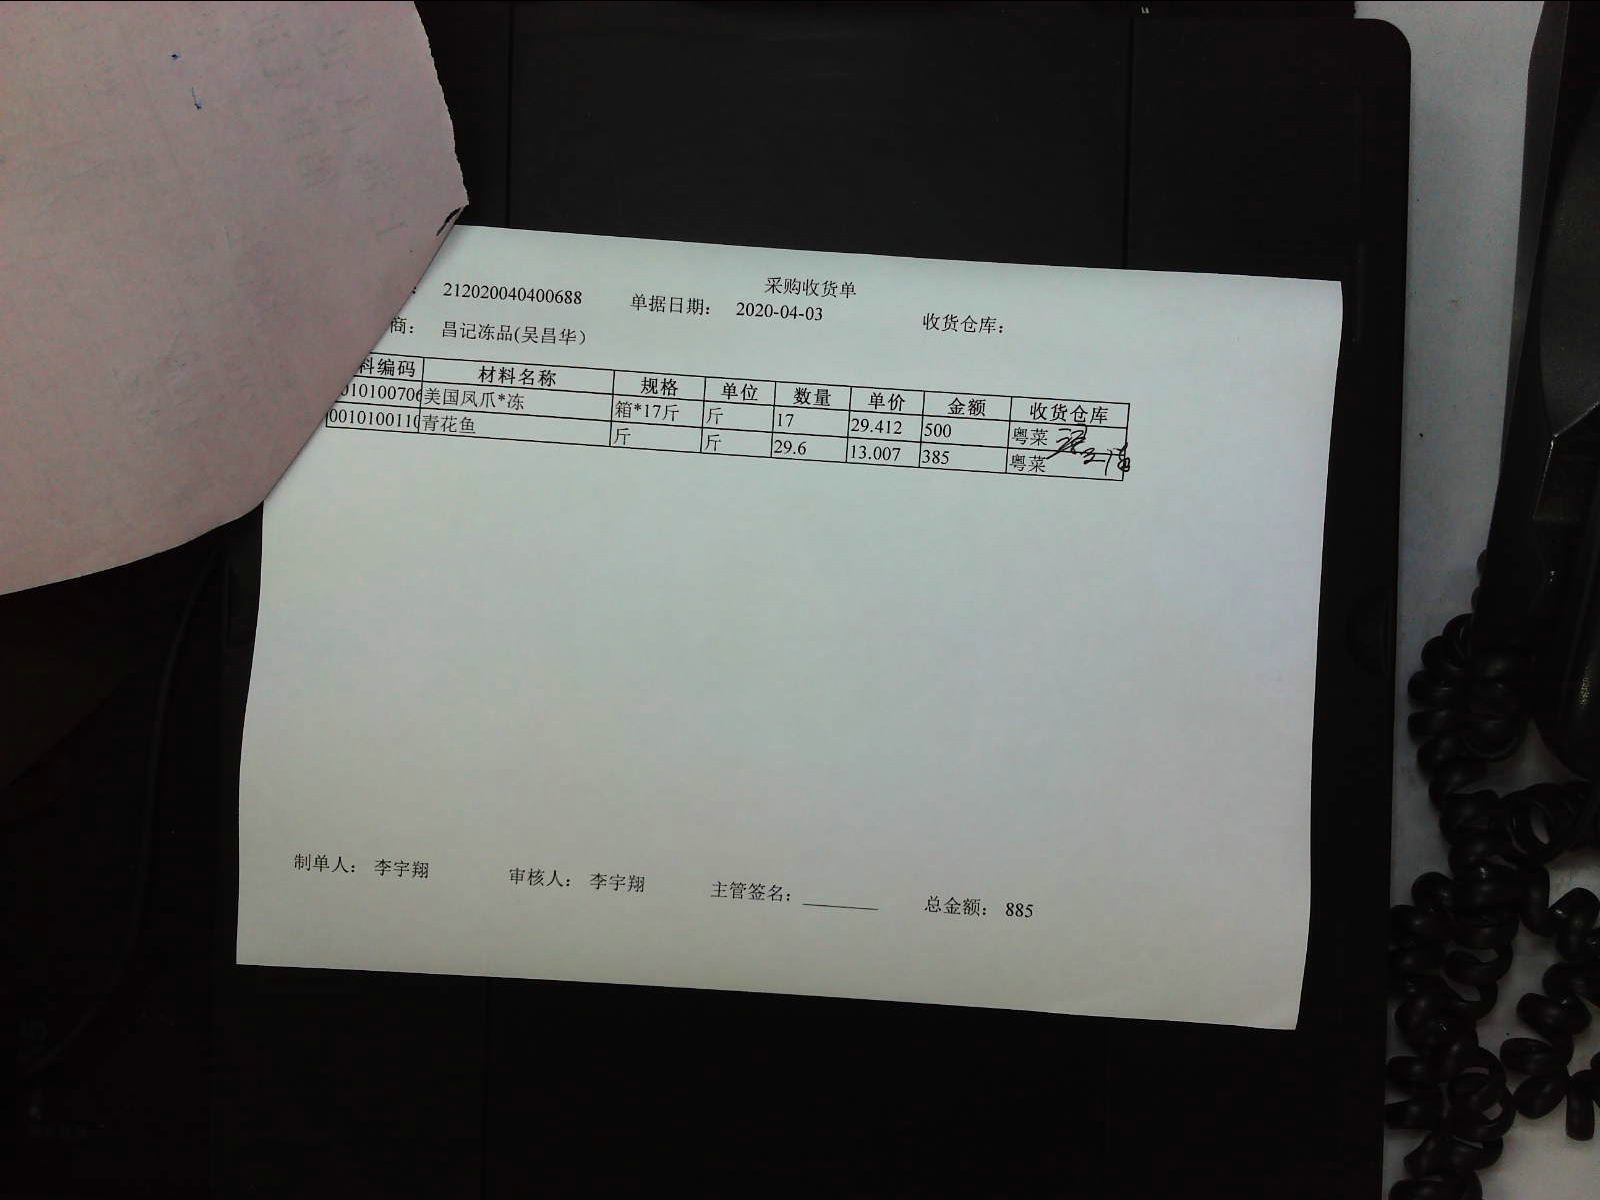 采购收货单
: 212020040400688 单据日期: 2020-04-03 收货仓库:
商: 昌记冻品(吴昌华)
料编码 材料名称 规格 单位 数量 单价 金额 收货仓库
010100706 美国凤爪*冻 箱*17斤 斤 17 29.412 500 粤菜
0010100110 青花鱼 斤 斤 29.6 13.007 385 粤菜
制单人: 李宇翔 审核人: 李宇翔 主管签名: ________ 总金额: 885